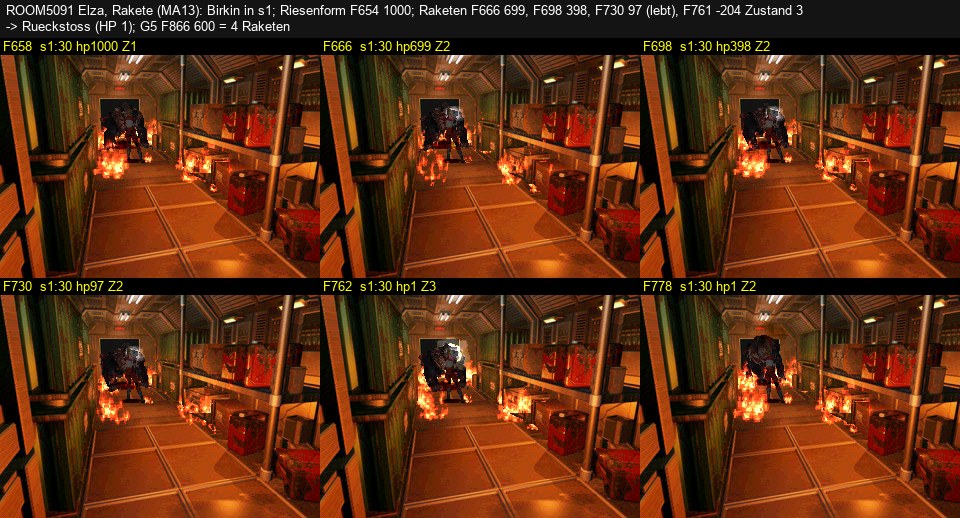 ROOM5091 Elza, Rakete (MA13): Birkin in s1; Riesenform F654 1000; Raketen F666 699, F698 398, F730 97 (lebt), F761 -204 Zustand 3
-> Rueckstoss (HP 1); G5 F866 600 = 4 Raketen
F658 s1:30 hp1000 Z1
F666 s1:30 hp699 Z2
F698 s1:30 hp398 Z2
F730 s1:30 hp97 Z2
F762 s1:30 hp1 Z3
F778 s1:30 hp1 Z2